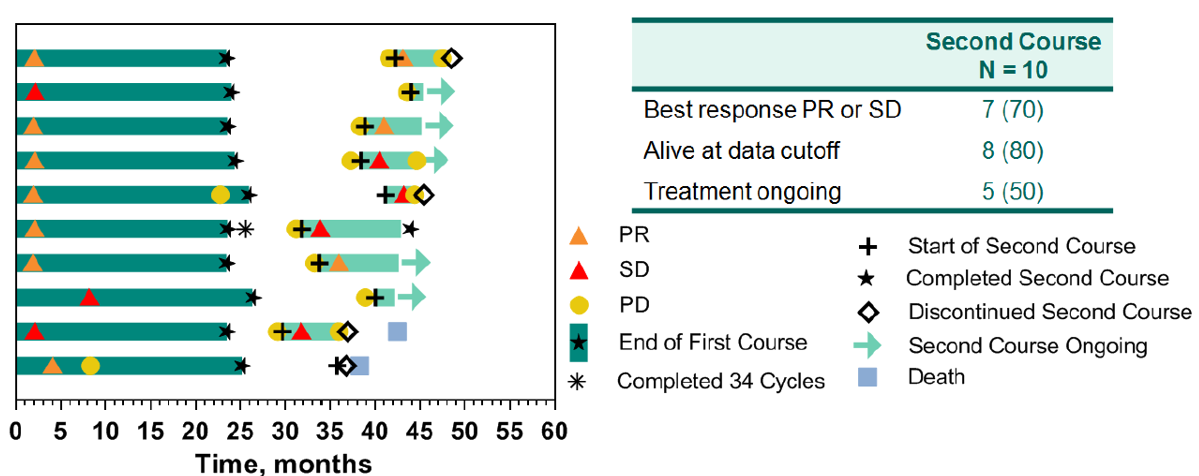 Second Course
N = 10
Best response PR or SD 7 (70)
Alive at data cutoff 8 (80)
Treatment ongoing 5 (50)
PR
SD
PD
End of First Course
Completed 34 Cycles
Start of Second Course
Completed Second Course
Discontinued Second Course
Second Course Ongoing
Death
0 5 10 15 20 25 30 35 40 45 50 55 60
Time, months